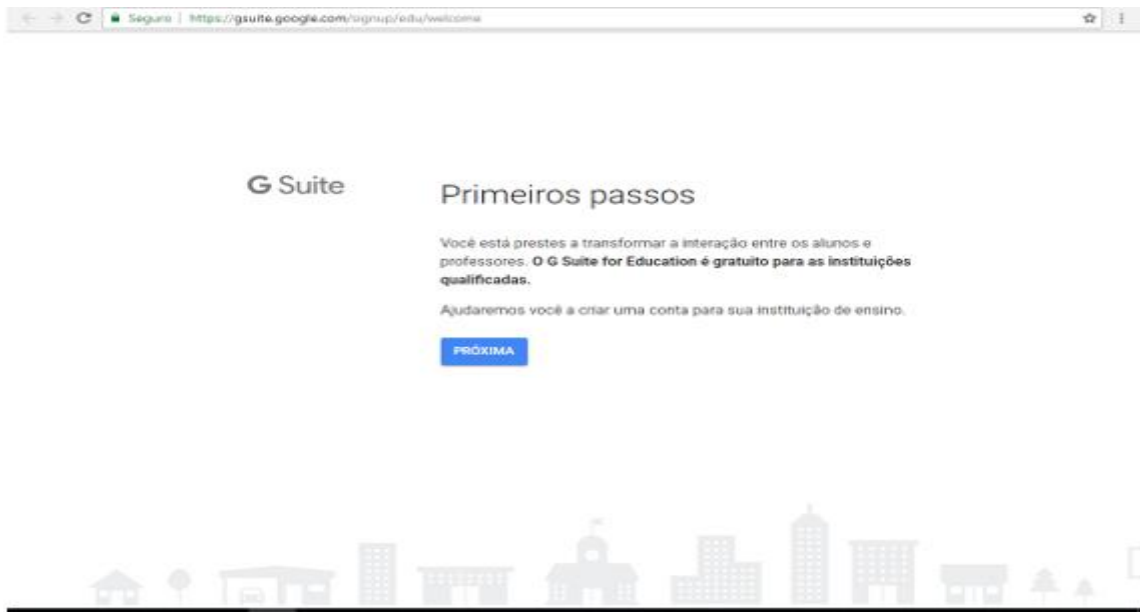 Seguro | https://gsuite.google.com/signup/edu/welcome
G Suite
Primeiros passos
Você está prestes a transformar a interação entre os alunos e
professores. O G Suite for Education é gratuito para as instituições
qualificadas.
Ajudaremos você a criar uma conta para sua instituição de ensino.
PRÓXIMA